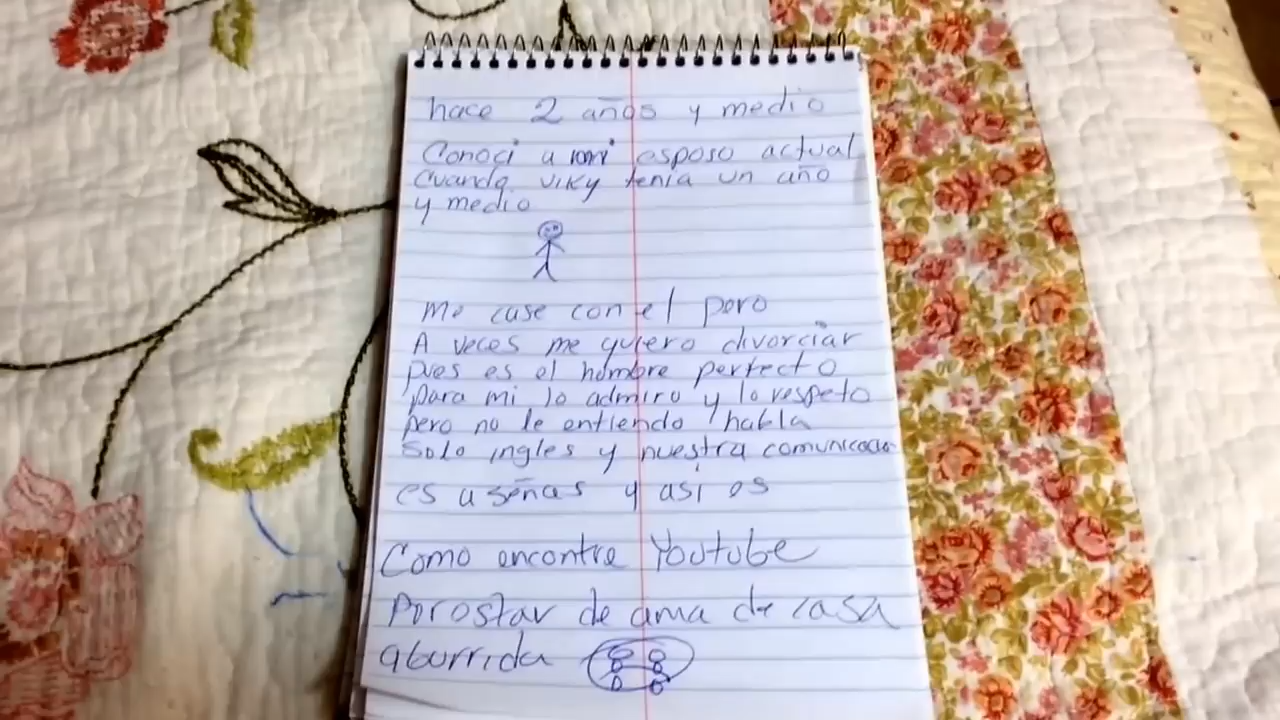 hace 2 años y medio
Conoci a mi esposo actual
Cuando Viky tenia un año
y medio
Me case con el pero
A veces me quiero divorciar
pues es el hombre perfecto
para mi lo admiro y lo respeto
pero no le entiendo habla
Solo ingles y nuestra comunicacion
es a señas y asi es
Como encontre Youtube
Por estar de ama de casa
aburrida